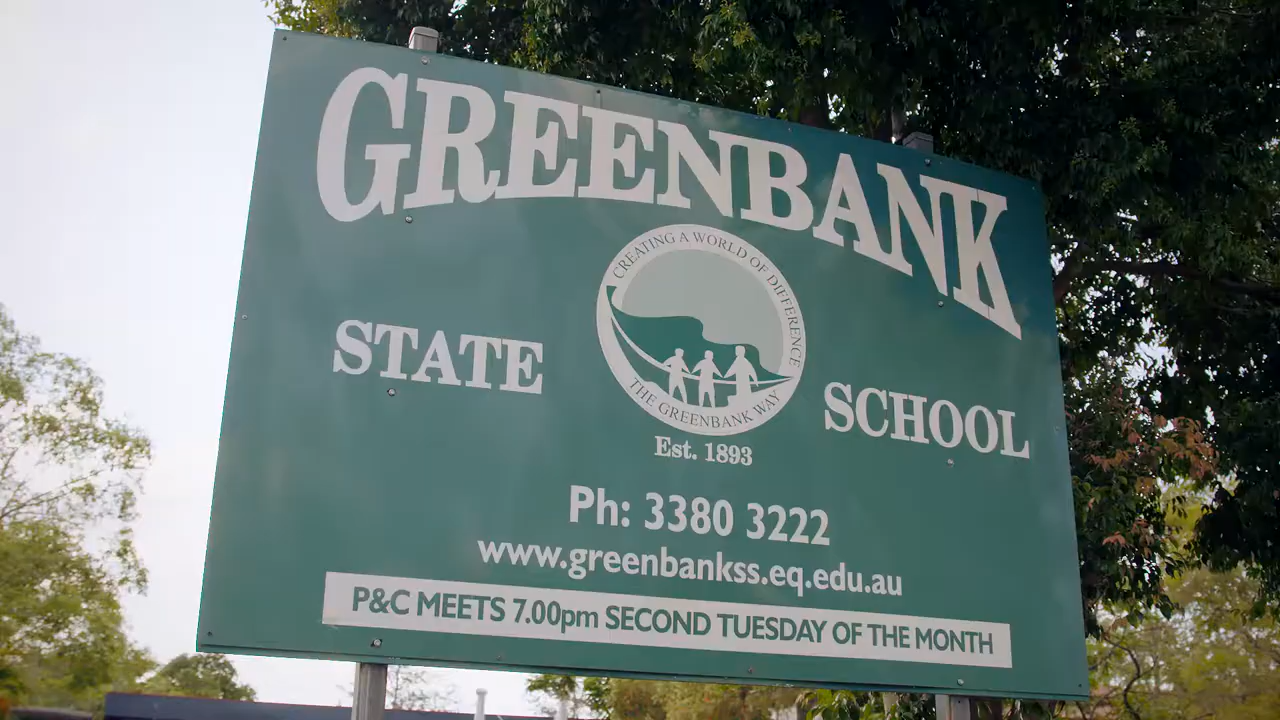 GREENBANK
STATE
CREATING A WORLD OF DIFFERENCE
THE GREENBANK WAY
SCHOOL
Est. 1893
Ph: 3380 3222
www.greenbankss.eq.edu.au
P&C MEETS 7.00pm SECOND TUESDAY OF THE MONTH